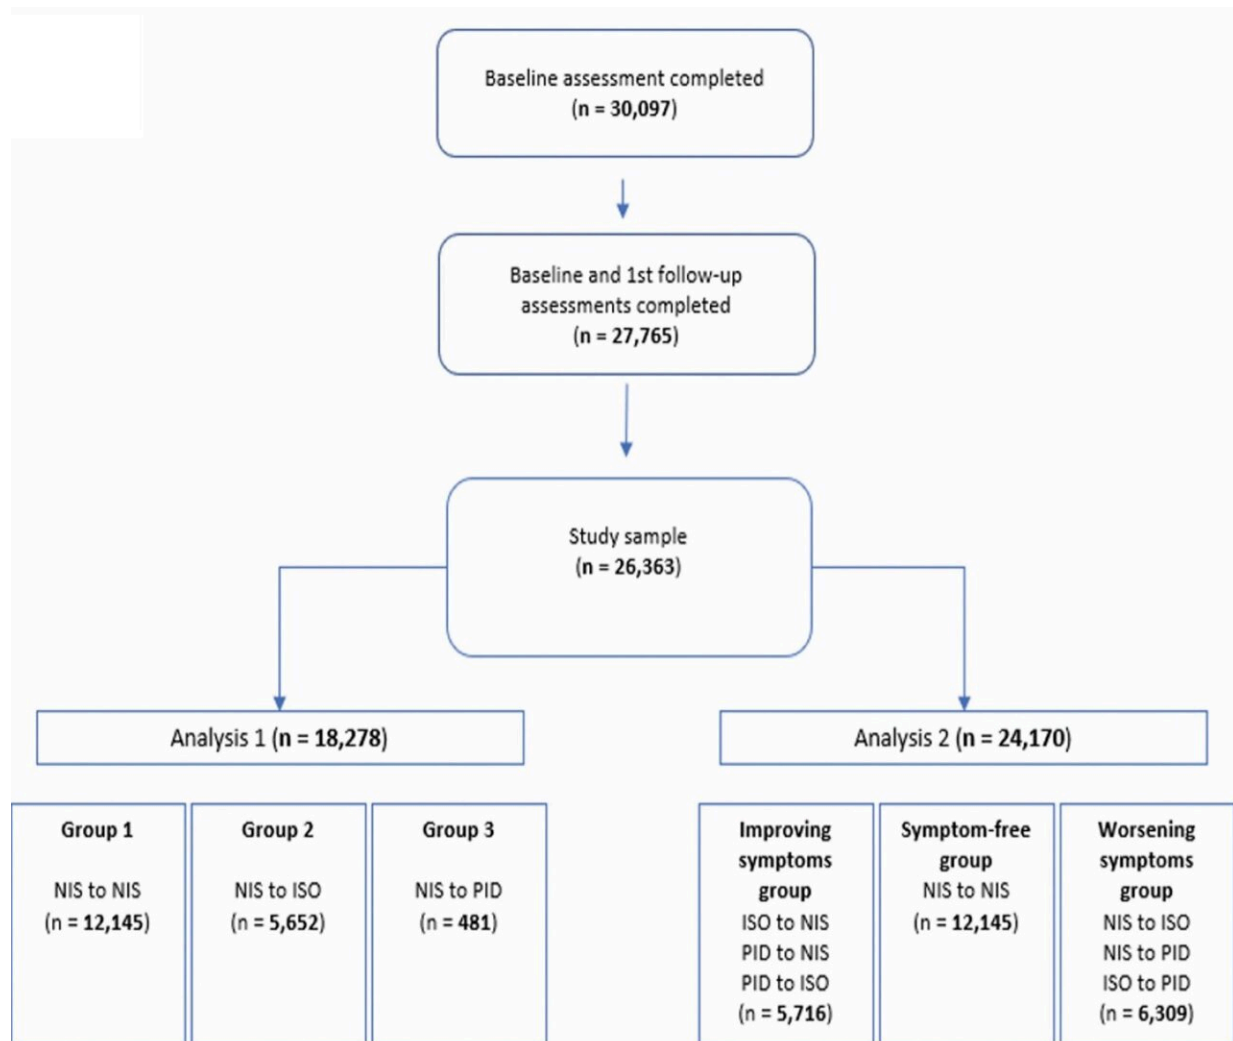 Baseline assessment completed
(n = 30,097)
Baseline and 1st follow-up
assessments completed
(n = 27,765)
Study sample
(n = 26,363)
Analysis 1 (n = 18,278)
Group 1
NIS to NIS
(n = 12,145)
Group 2
NIS to ISO
(n = 5,652)
Group 3
NIS to PID
(n = 481)
Analysis 2 (n = 24,170)
Improving
symptoms
group
ISO to NIS
PID to NIS
PID to ISO
(n = 5,716)
Symptom-free
group
NIS to NIS
(n = 12,145)
Worsening
symptoms
group
NIS to ISO
NIS to PID
ISO to PID
(n = 6,309)